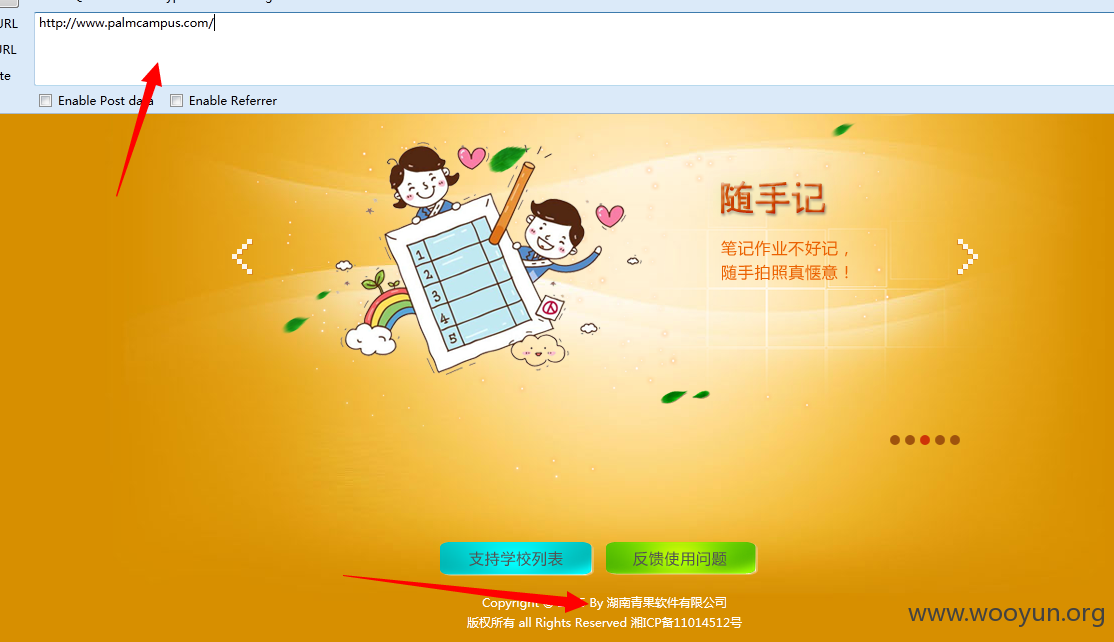 URL
http://www.palmcampus.com/
URL
te
Enable Post data
Enable Referrer
随手记
笔记作业不好记，
随手拍照真惬意！
1
2
3
4
5
支持学校列表
反馈使用问题
Copyright © By 湖南青果软件有限公司
版权所有 all Rights Reserved 湘ICP备11014512号
www.wooyun.org